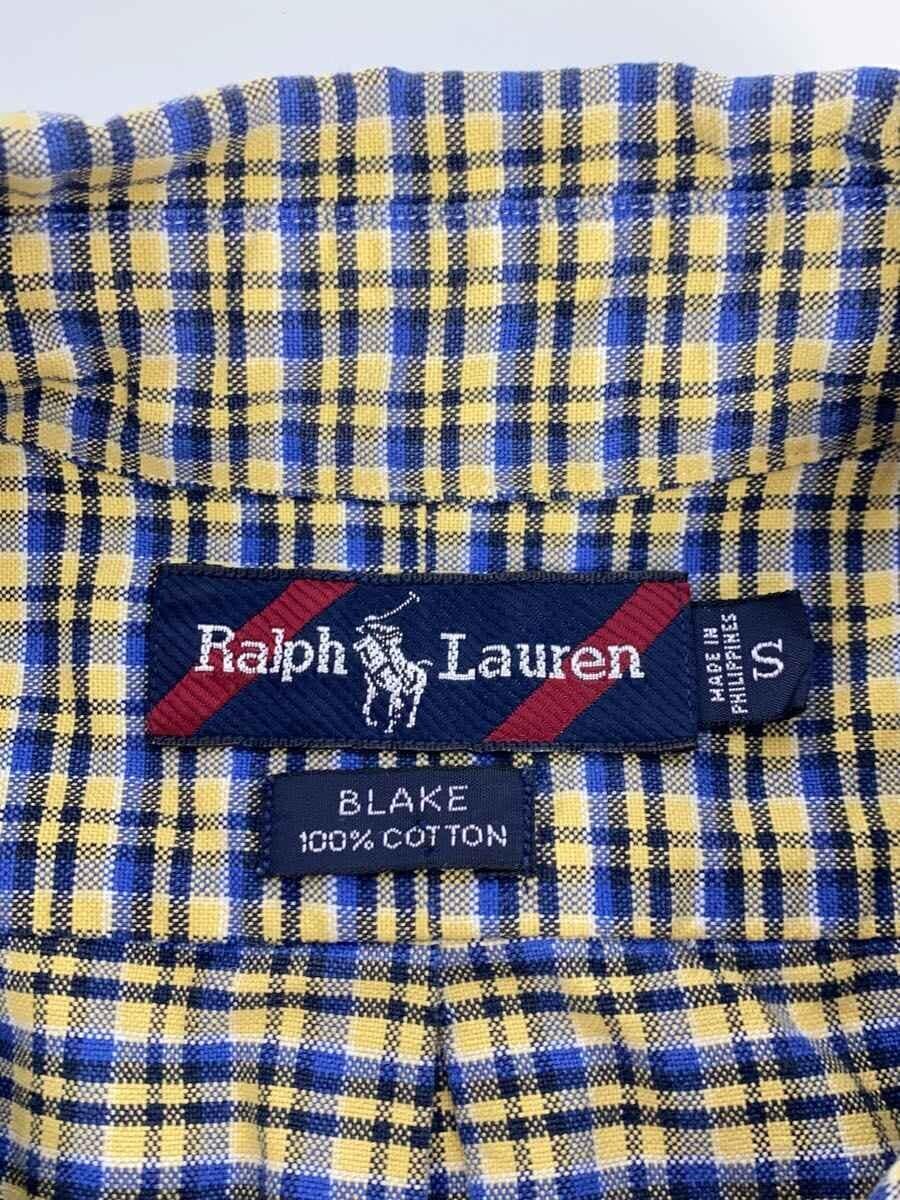 Ralph Lauren
MADE IN
PHILIPPINES
S
BLAKE
100% COTTON